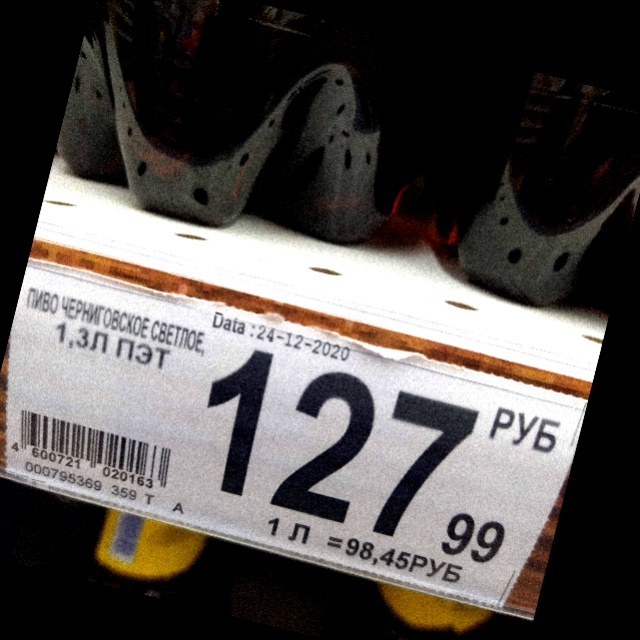 ПИВО ЧЕРНИГОВСКОЕ СВЕТЛОЕ
1,3Л ПЭТ
Data :24-12-2020
127 99 РУБ
4 660721 020163
000795369 359 T A
1 Л =98,45РУБ